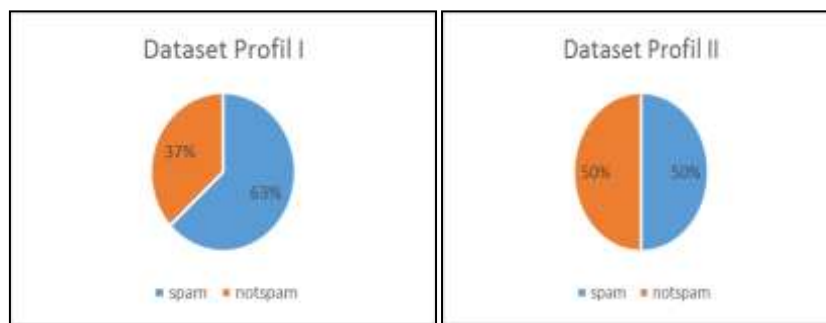 Dataset Profil I
37%
63%
spam notspam
Dataset Profil II
50% 50%
spam notspam